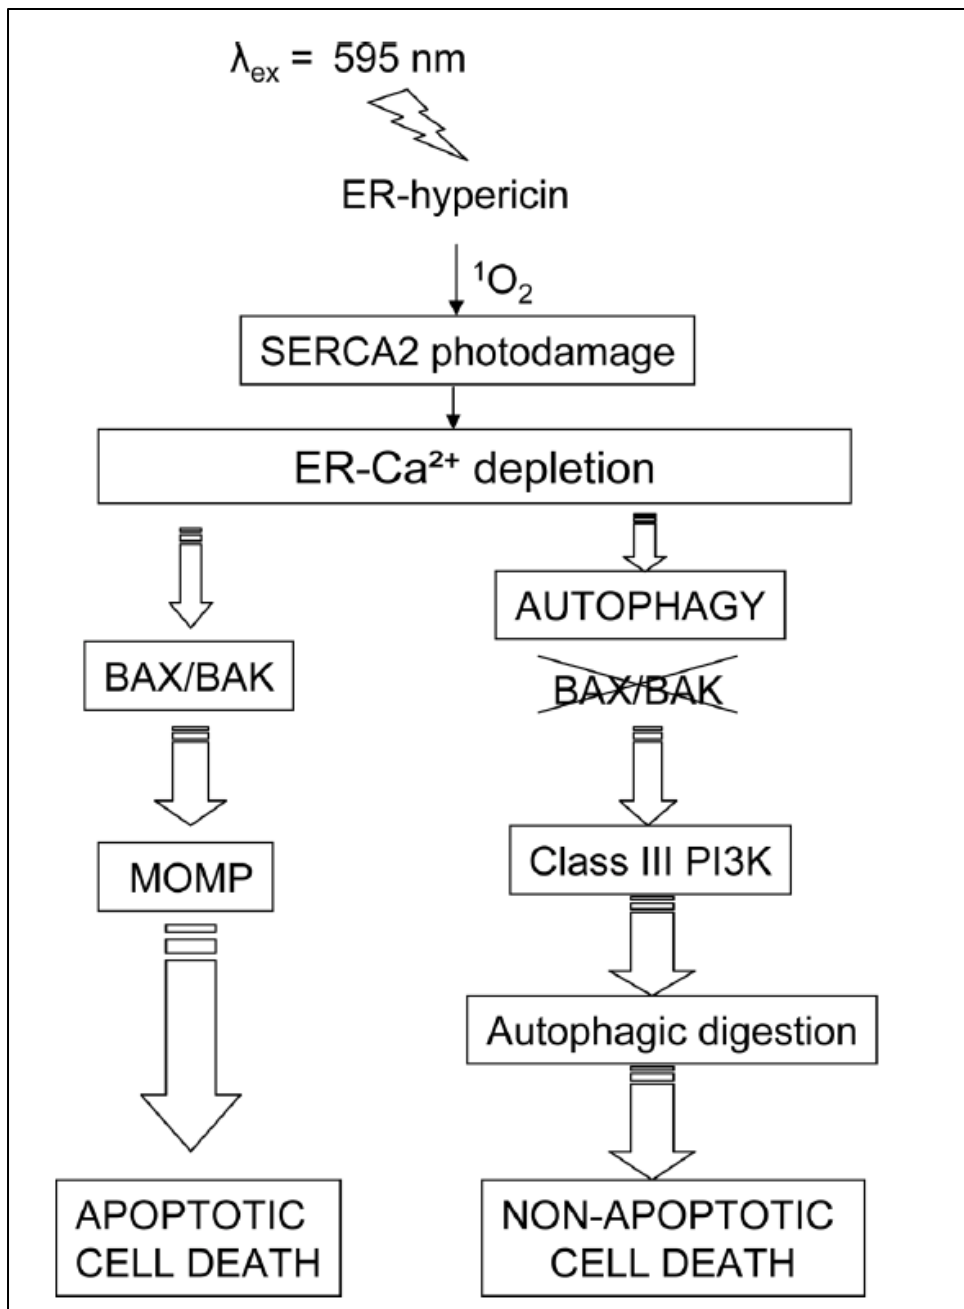 λex = 595 nm
ER-hypericin
¹O₂
SERCA2 photodamage
ER-Ca²⁺ depletion
AUTOPHAGY
BAX/BAK
BAX/BAK
MOMP
Class III PI3K
Autophagic digestion
APOPTOTIC
CELL DEATH
NON-APOPTOTIC
CELL DEATH